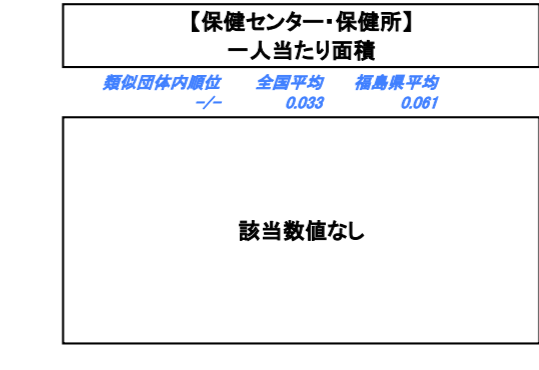 【保健センター・保健所】
一人当たり面積
類似団体内順位 全国平均 福島県平均
-/- 0.033 0.061
該当数値なし